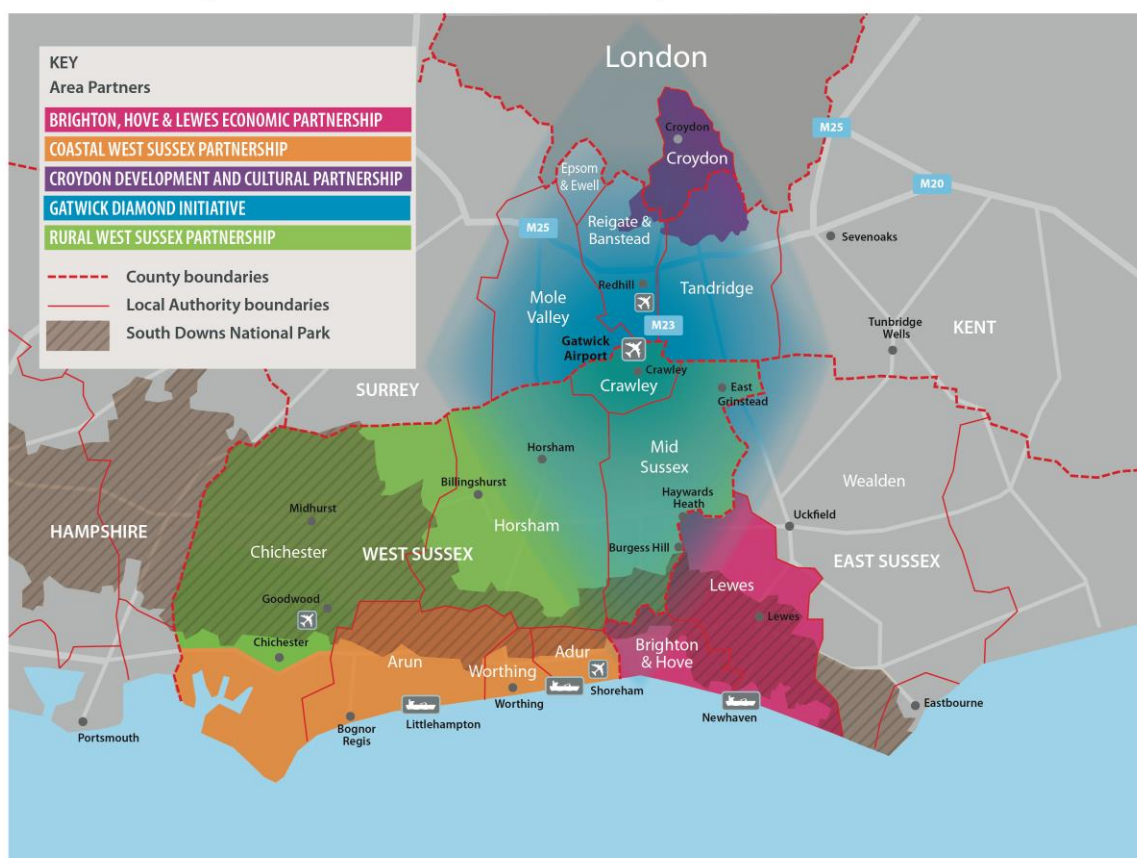 KEY
Area Partners
BRIGHTON, HOVE & LEWES ECONOMIC PARTNERSHIP
COASTAL WEST SUSSEX PARTNERSHIP
CROYDON DEVELOPMENT AND CULTURAL PARTNERSHIP
GATWICK DIAMOND INITIATIVE
RURAL WEST SUSSEX PARTNERSHIP
County boundaries
Local Authority boundaries
South Downs National Park
London
Croydon
Croydon
M25
M20
Epsom
& Ewell
Reigate &
Banstead
M25
Sevenoaks
Redhill
Tandridge
Mole
Valley
M23
Gatwick
Airport
Crawley
Crawley
Tunbridge
Wells
KENT
SURREY
East
Grinstead
Horsham
Mid
Sussex
Billingshurst
Wealden
Haywards
Heath
Midhurst
Horsham
Uckfield
HAMPSHIRE
Chichester
WEST SUSSEX
Burgess Hill
EAST SUSSEX
Lewes
Goodwood
Lewes
Chichester
Arun
Adur
Brighton
& Hove
Worthing
Shoreham
Worthing
Littlehampton
Bognor
Regis
Newhaven
Eastbourne
Portsmouth